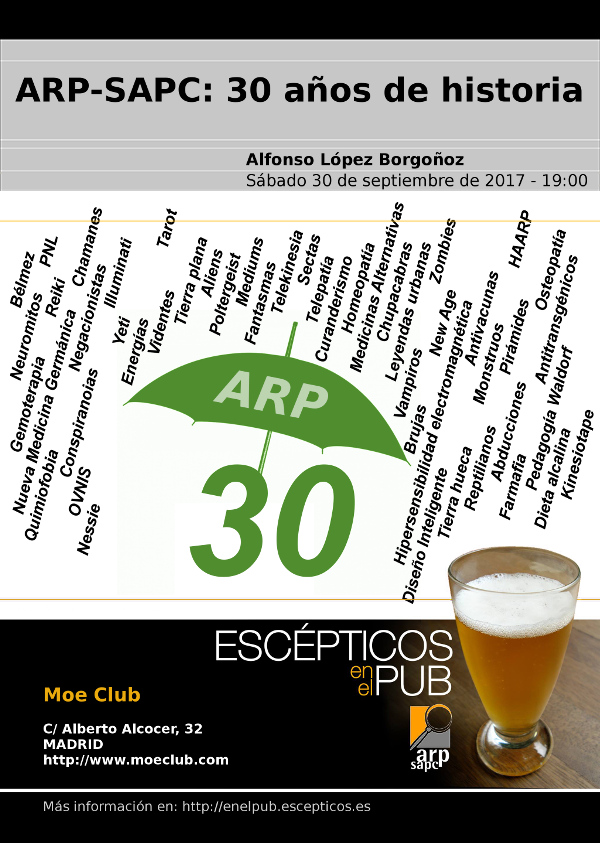 ARP-SAPC: 30 años de historia
Alfonso López Borgoñoz
Sábado 30 de septiembre de 2017 - 19:00
Bélmez
PNL
Chamanes
Tarot
Neuromitos
Reiki
Negacionistas
Illuminati
Gemoterapia
Nueva Medicina Germánica
Quimiofobia
Conspiranoias
OVNIS
Nessie
Yeti
Energías
Videntes
Tierra plana
Aliens
Poltergeist
Mediums
Fantasmas
Telekinesia
Sectas
Telepatía
Curanderismo
Homeopatía
Medicinas Alternativas
Chupacabras
Leyendas urbanas
Zombies
Vampiros
New Age
Brujas
Hipersensibilidad electromagnética
Antivacunas
Monstruos
HAARP
Pirámides
Osteopatía
Antitransgénicos
Diseño Inteligente
Tierra hueca
Reptilianos
Abducciones
Farmafia
Pedagogía Waldorf
Dieta alcalina
Kinesiotape
ARP
30
ESCÉPTICOS
en el PUB
arp
sapc
Moe Club
C/ Alberto Alcocer, 32
MADRID
http://www.moeclub.com
Más información en: http://enelpub.escepticos.es